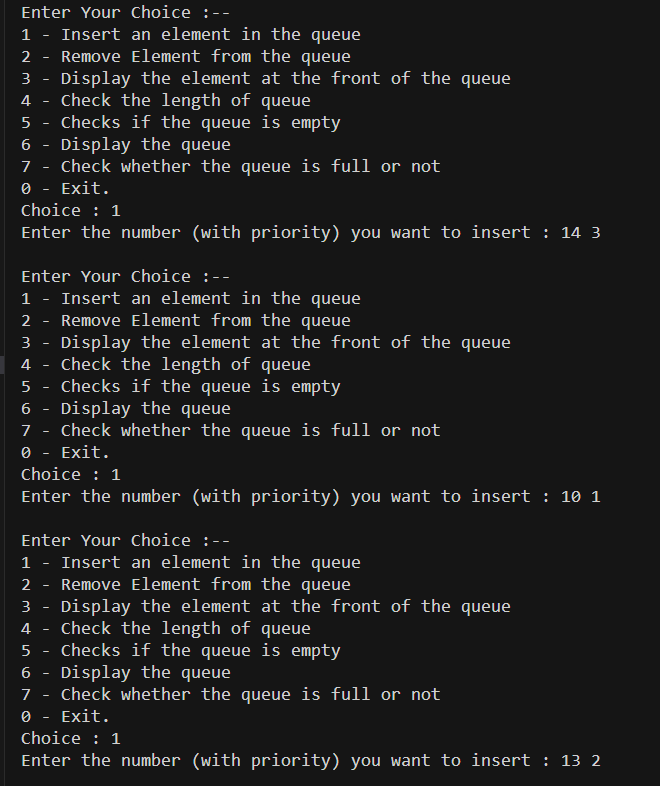 Enter Your Choice :--
1 - Insert an element in the queue
2 - Remove Element from the queue
3 - Display the element at the front of the queue
4 - Check the length of queue
5 - Checks if the queue is empty
6 - Display the queue
7 - Check whether the queue is full or not
0 - Exit.
Choice : 1
Enter the number (with priority) you want to insert : 14 3

Enter Your Choice :--
1 - Insert an element in the queue
2 - Remove Element from the queue
3 - Display the element at the front of the queue
4 - Check the length of queue
5 - Checks if the queue is empty
6 - Display the queue
7 - Check whether the queue is full or not
0 - Exit.
Choice : 1
Enter the number (with priority) you want to insert : 10 1

Enter Your Choice :--
1 - Insert an element in the queue
2 - Remove Element from the queue
3 - Display the element at the front of the queue
4 - Check the length of queue
5 - Checks if the queue is empty
6 - Display the queue
7 - Check whether the queue is full or not
0 - Exit.
Choice : 1
Enter the number (with priority) you want to insert : 13 2